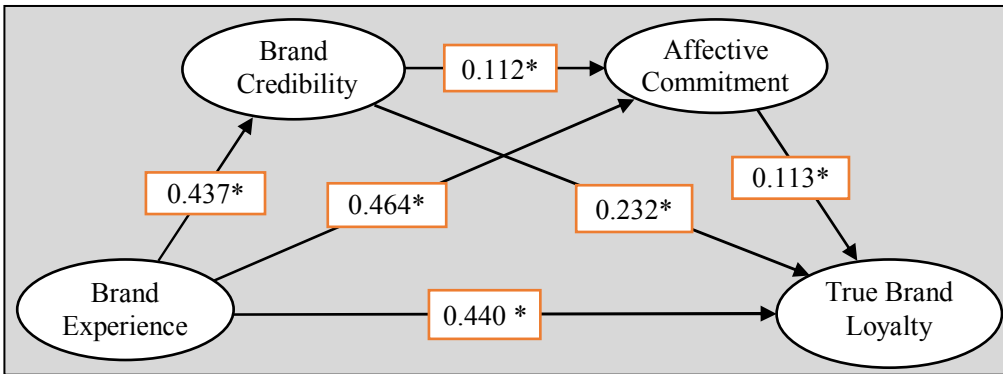 Brand
Credibility
0.112*
Affective
Commitment
0.437*
0.464*
0.232*
0.113*
Brand
Experience
0.440 *
True Brand
Loyalty